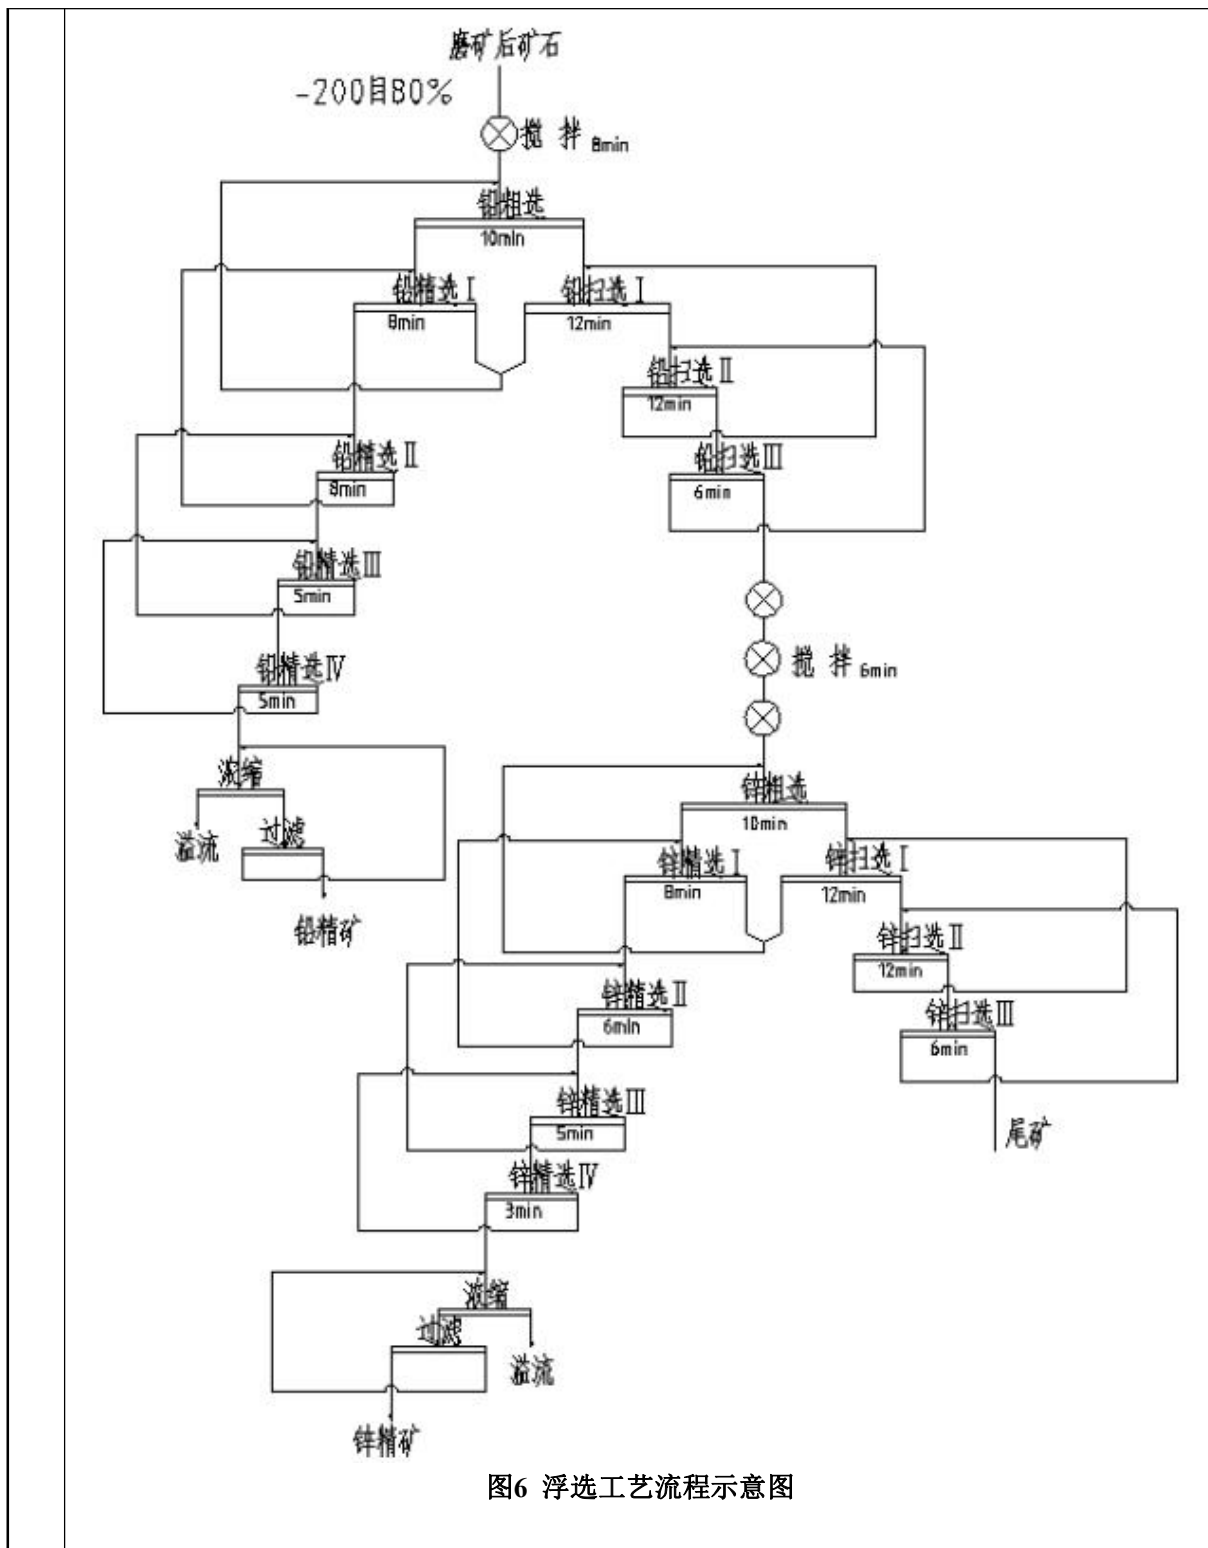 磨矿后矿石
-200目80%
搅 拌 8min
铅粗选
10min
铅精选Ⅰ
8min
铅扫选Ⅰ
12min
铅扫选Ⅱ
12min
铅精选Ⅱ
8min
铅扫选Ⅲ
6min
铅精选Ⅲ
5min
铅精选Ⅳ
5min
搅 拌 6min
浓缩
溢流
过滤
铅精矿
锌粗选
10min
锌精选Ⅰ
8min
锌扫选Ⅰ
12min
锌扫选Ⅱ
12min
锌精选Ⅱ
6min
锌扫选Ⅲ
6min
尾矿
锌精选Ⅲ
5min
锌精选Ⅳ
3min
浓缩
过滤
溢流
锌精矿
图6 浮选工艺流程示意图